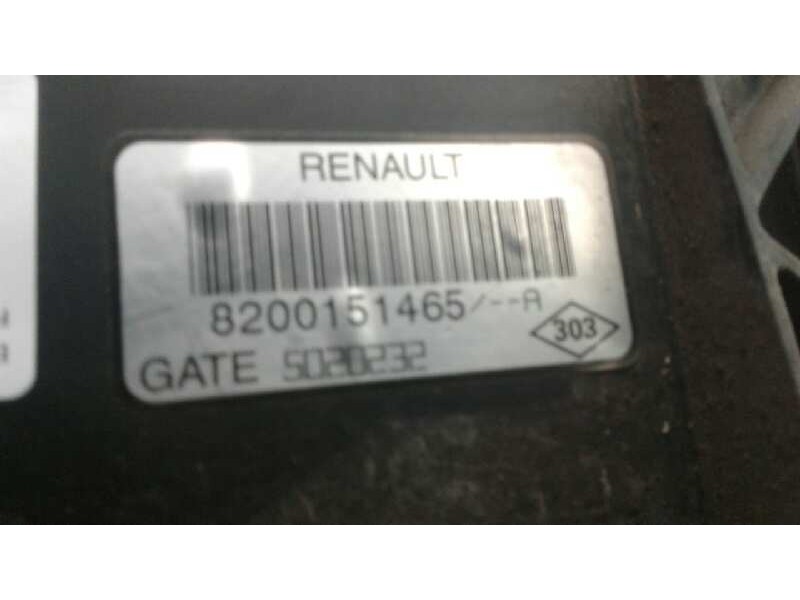 RENAULT
8200151465/--A
303
GATE 5020232